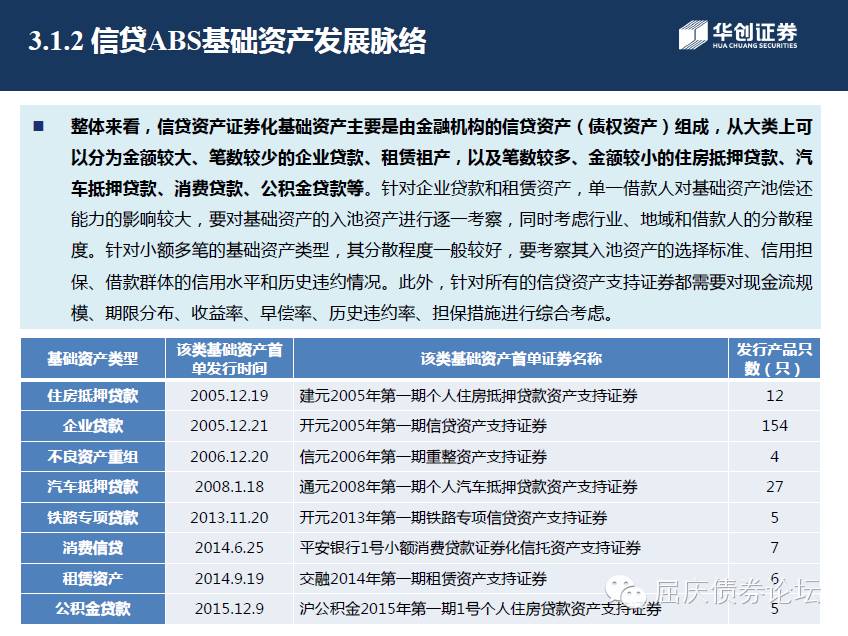 3.1.2 信贷ABS基础资产发展脉络
华创证券
HUA CHUANG SECURITIES
■ 整体来看，信贷资产证券化基础资产主要是由金融机构的信贷资产（债权资产）组成，从大类上可
以分为金额较大、笔数较少的企业贷款、租赁祖产，以及笔数较多、金额较小的住房抵押贷款、汽
车抵押贷款、消费贷款、公积金贷款等。针对企业贷款和租赁资产，单一借款人对基础资产池偿还
能力的影响较大，要对基础资产的入池资产进行逐一考察，同时考虑行业、地域和借款人的分散程
度。针对小额多笔的基础资产类型，其分散程度一般较好，要考察其入池资产的选择标准、信用担
保、借款群体的信用水平和历史违约情况。此外，针对所有的信贷资产支持证券都需要对现金流规
模、期限分布、收益率、早偿率、历史违约率、担保措施进行综合考虑。
基础资产类型 该类基础资产首 该类基础资产首单证券名称 发行产品只
单发行时间 数（只）
住房抵押贷款 2005.12.19 建元2005年第一期个人住房抵押贷款资产支持证券 12
企业贷款 2005.12.21 开元2005年第一期信贷资产支持证券 154
不良资产重组 2006.12.20 信元2006年第一期重整资产支持证券 4
汽车抵押贷款 2008.1.18 通元2008年第一期个人汽车抵押贷款资产支持证券 27
铁路专项贷款 2013.11.20 开元2013年第一期铁路专项信贷资产支持证券 5
消费信贷 2014.6.25 平安银行1号小额消费贷款证券化信托资产支持证券 7
租赁资产 2014.9.19 交融2014年第一期租赁资产支持证券 6
公积金贷款 2015.12.9 沪公积金2015年第一期1号个人住房贷款资产支持证券 5
屈庆债券论坛